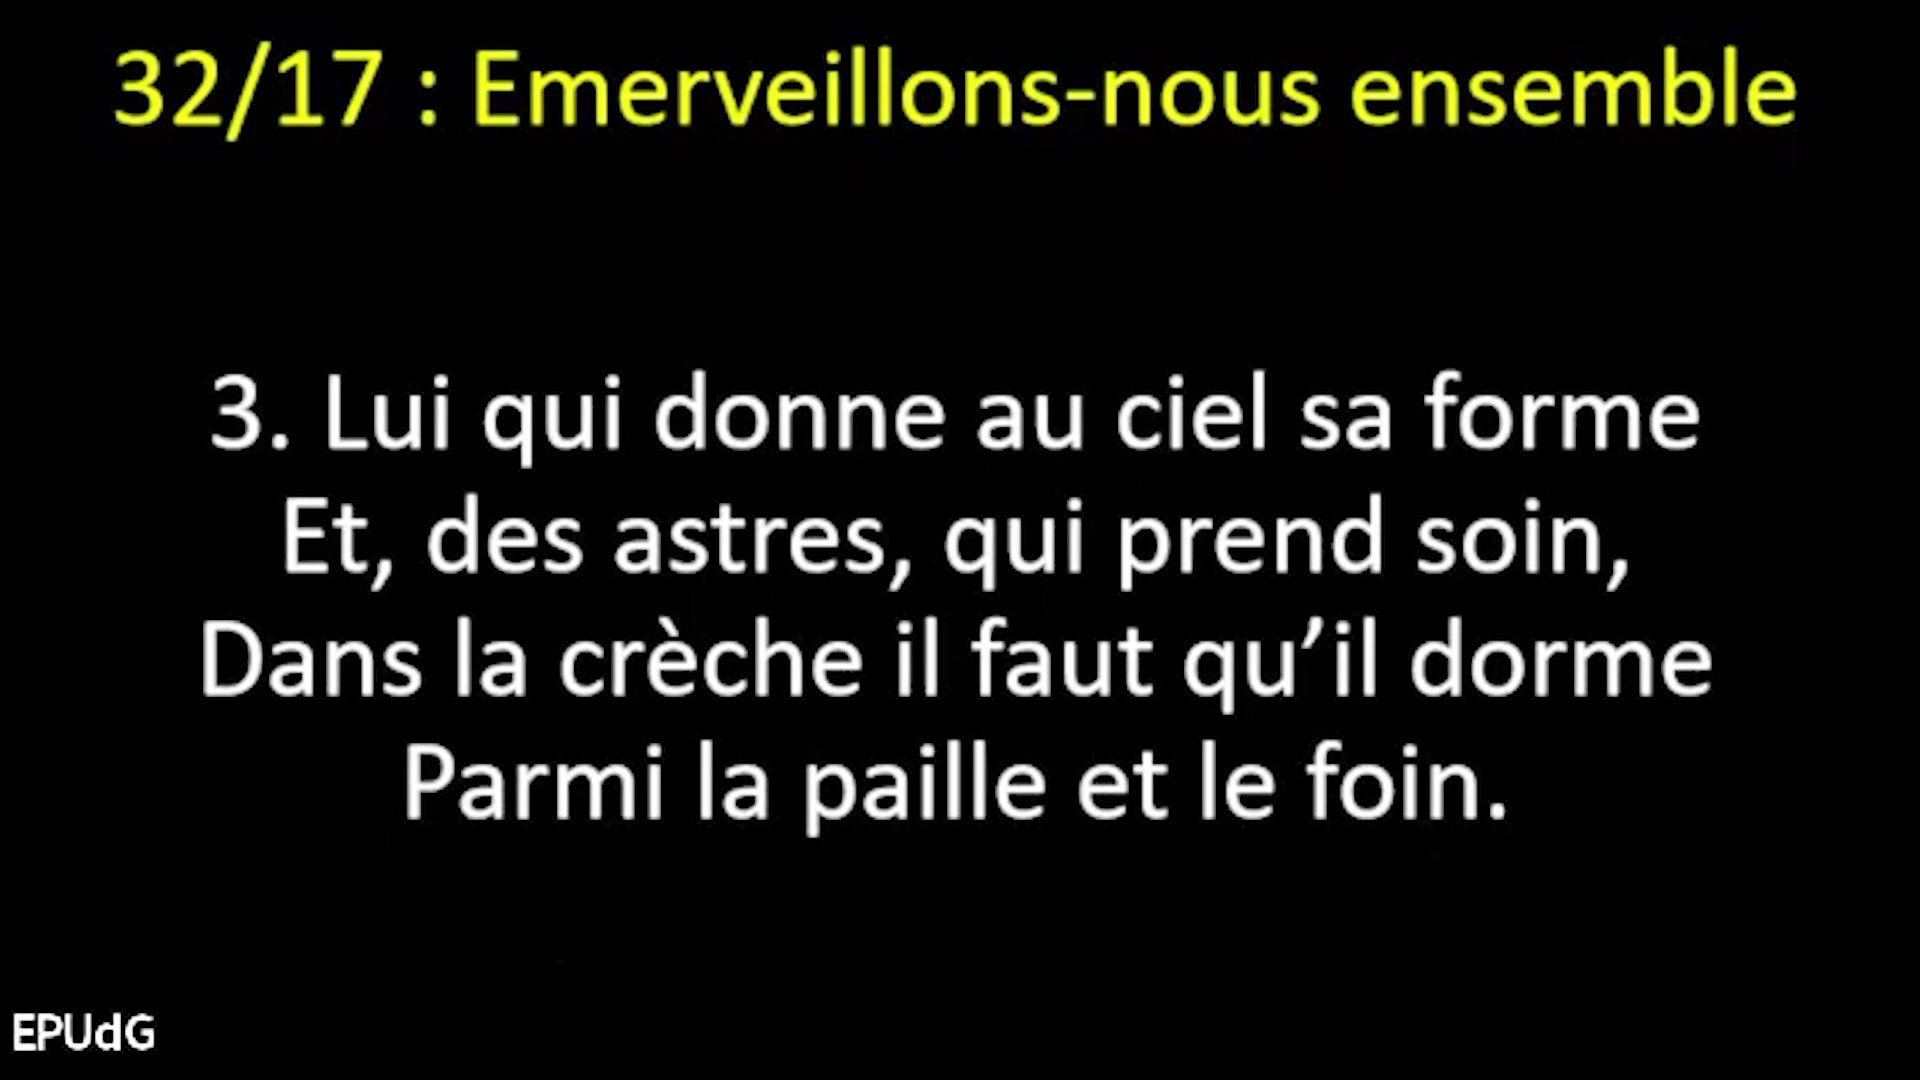 32/17 : Emerveillons-nous ensemble
3. Lui qui donne au ciel sa forme
Et, des astres, qui prend soin,
Dans la crèche il faut qu’il dorme
Parmi la paille et le foin.
EPUdG